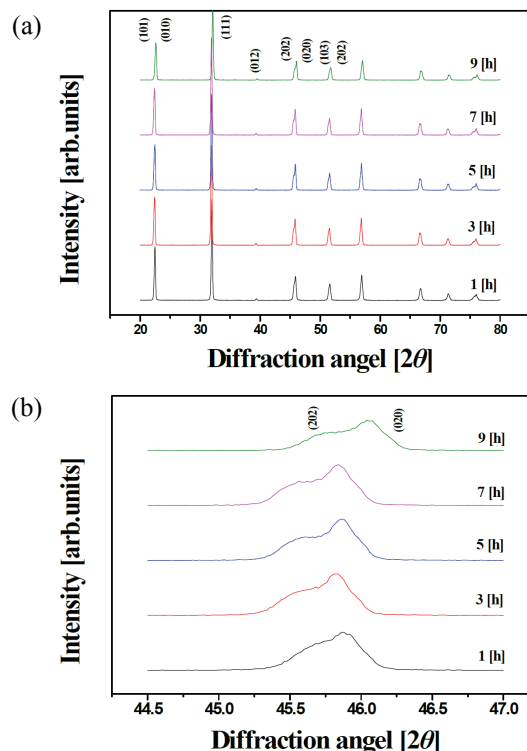 (a)
(101)
(010)
(111)
(012)
(202)
(020)
(103)
(202)
9 [h]
7 [h]
5 [h]
3 [h]
1 [h]
Intensity [arb.units]
20 30 40 50 60 70 80
Diffraction angel [2θ]
(b)
(202)
(020)
9 [h]
7 [h]
5 [h]
3 [h]
1 [h]
Intensity [arb.units]
44.5 45.0 45.5 46.0 46.5 47.0
Diffraction angel [2θ]